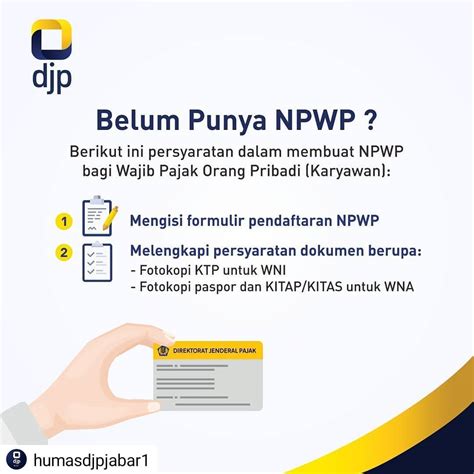 djp
Belum Punya NPWP ?
Berikut ini persyaratan dalam membuat NPWP
bagi Wajib Pajak Orang Pribadi (Karyawan):
1 Mengisi formulir pendaftaran NPWP
2 Melengkapi persyaratan dokumen berupa:
- Fotokopi KTP untuk WNI
- Fotokopi paspor dan KITAP/KITAS untuk WNA
DIREKTORAT JENDERAL PAJAK
djp humasdjpjabar1